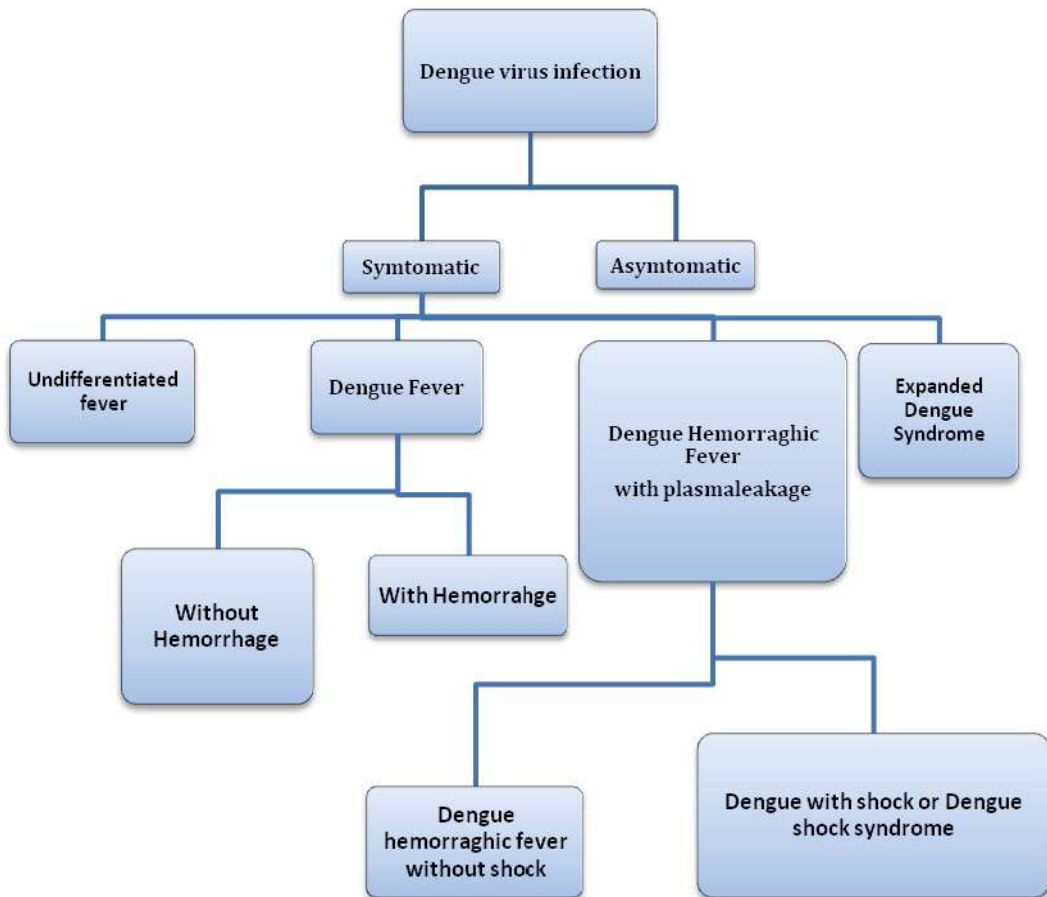 Dengue virus infection
Symtomatic
Asymtomatic
Undifferentiated
fever
Dengue Fever
Dengue Hemorraghic
Fever
with plasmaleakage
Expanded
Dengue
Syndrome
Without
Hemorrhage
With Hemorrahge
Dengue
hemorraghic fever
without shock
Dengue with shock or Dengue
shock syndrome